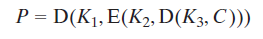 P = D(K₁, E(K₂, D(K₃, C)))